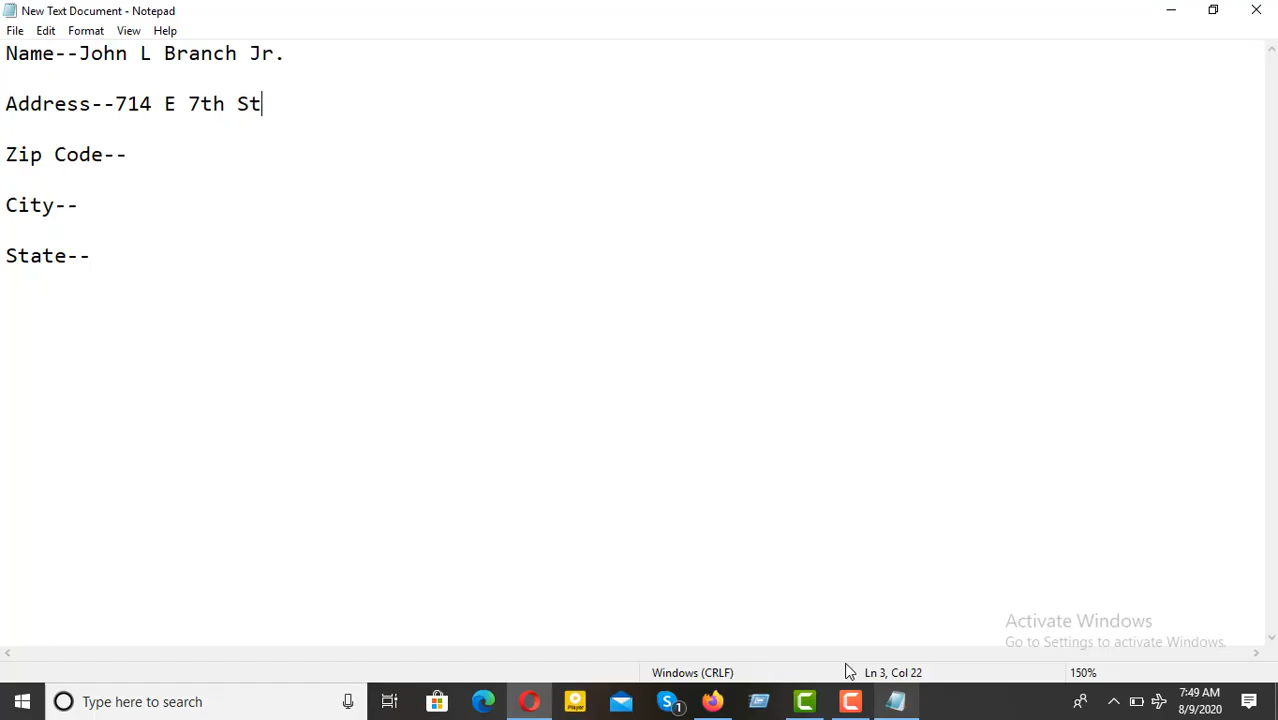 New Text Document - Notepad
File Edit Format View Help
Name--John L Branch Jr.
Address--714 E 7th St
Zip Code--
City--
State--
Activate Windows
Go to Settings to activate Windows.
Windows (CRLF) Ln 3, Col 22 150%
Type here to search
Player
1
7:49 AM
8/9/2020